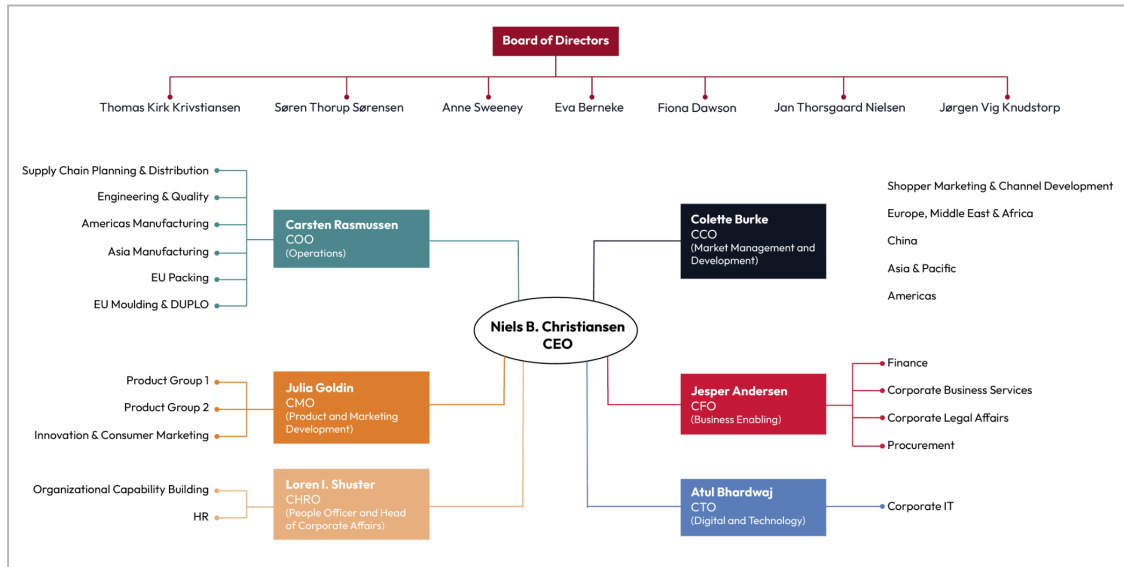 Board of Directors
Thomas Kirk Krivstiansen
Søren Thorup Sørensen
Anne Sweeney
Eva Berneke
Fiona Dawson
Jan Thorsgaard Nielsen
Jørgen Vig Knudstorp
Supply Chain Planning & Distribution
Engineering & Quality
Americas Manufacturing
Asia Manufacturing
EU Packing
EU Moulding & DUPLO
Carsten Rasmussen
COO
(Operations)
Colette Burke
CCO
(Market Management and
Development)
Shopper Marketing & Channel Development
Europe, Middle East & Africa
China
Asia & Pacific
Americas
Niels B. Christiansen
CEO
Product Group 1
Product Group 2
Innovation & Consumer Marketing
Julia Goldin
CMO
(Product and Marketing
Development)
Jesper Andersen
CFO
(Business Enabling)
Finance
Corporate Business Services
Corporate Legal Affairs
Procurement
Organizational Capability Building
HR
Loren I. Shuster
CHRO
(People Officer and Head
of Corporate Affairs)
Atul Bhardwaj
CTO
(Digital and Technology)
Corporate IT